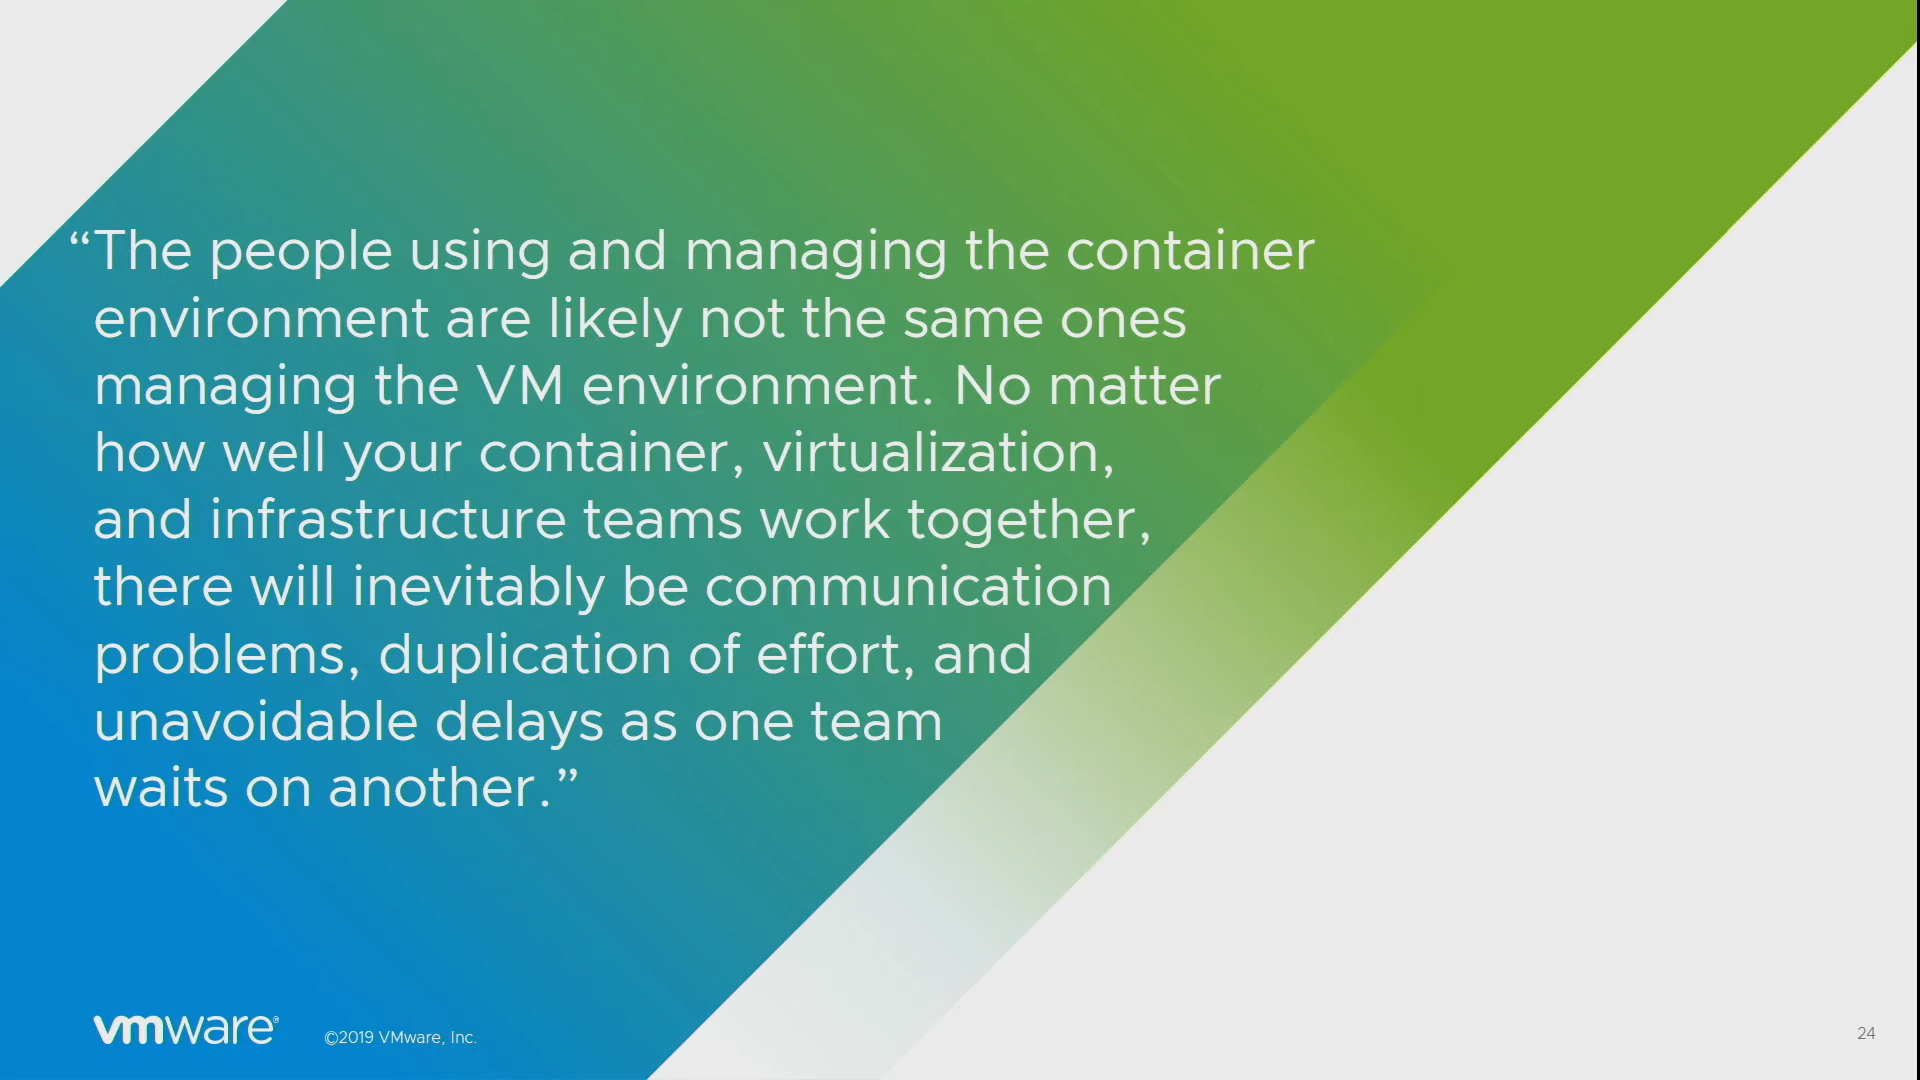 “The people using and managing the container
environment are likely not the same ones
managing the VM environment. No matter
how well your container, virtualization,
and infrastructure teams work together,
there will inevitably be communication
problems, duplication of effort, and
unavoidable delays as one team
waits on another.”
vmware®
©2019 VMware, Inc.
24